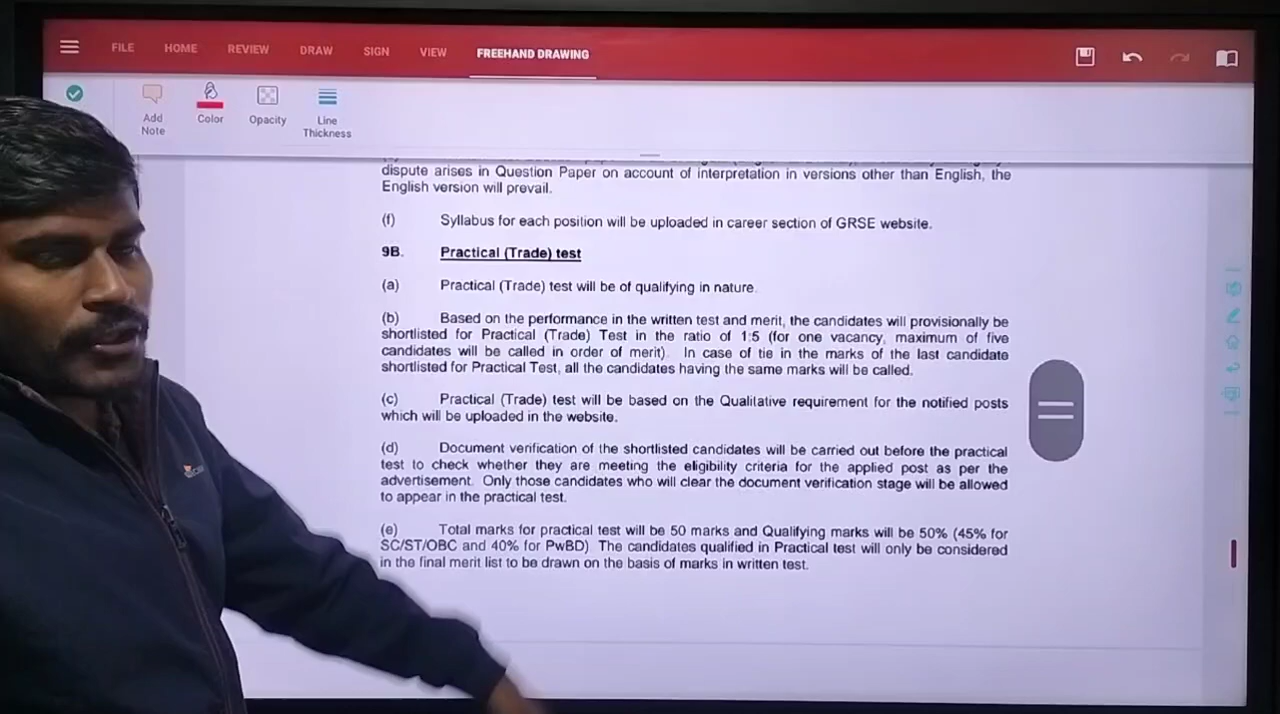 FILE HOME REVIEW DRAW SIGN VIEW FREEHAND DRAWING
Add Note
Color
Opacity
Line Thickness
dispute arises in Question Paper on account of interpretation in versions other than English, the
English version will prevail.
(f) Syllabus for each position will be uploaded in career section of GRSE website.
9B. Practical (Trade) test
(a) Practical (Trade) test will be of qualifying in nature.
(b) Based on the performance in the written test and merit, the candidates will provisionally be
shortlisted for Practical (Trade) Test in the ratio of 1:5 (for one vacancy, maximum of five
candidates will be called in order of merit). In case of tie in the marks of the last candidate
shortlisted for Practical Test, all the candidates having the same marks will be called.
(c) Practical (Trade) test will be based on the Qualitative requirement for the notified posts
which will be uploaded in the website.
(d) Document verification of the shortlisted candidates will be carried out before the practical
test to check whether they are meeting the eligibility criteria for the applied post as per the
advertisement. Only those candidates who will clear the document verification stage will be allowed
to appear in the practical test.
(e) Total marks for practical test will be 50 marks and Qualifying marks will be 50% (45% for
SC/ST/OBC and 40% for PwBD). The candidates qualified in Practical test will only be considered
in the final merit list to be drawn on the basis of marks in written test.